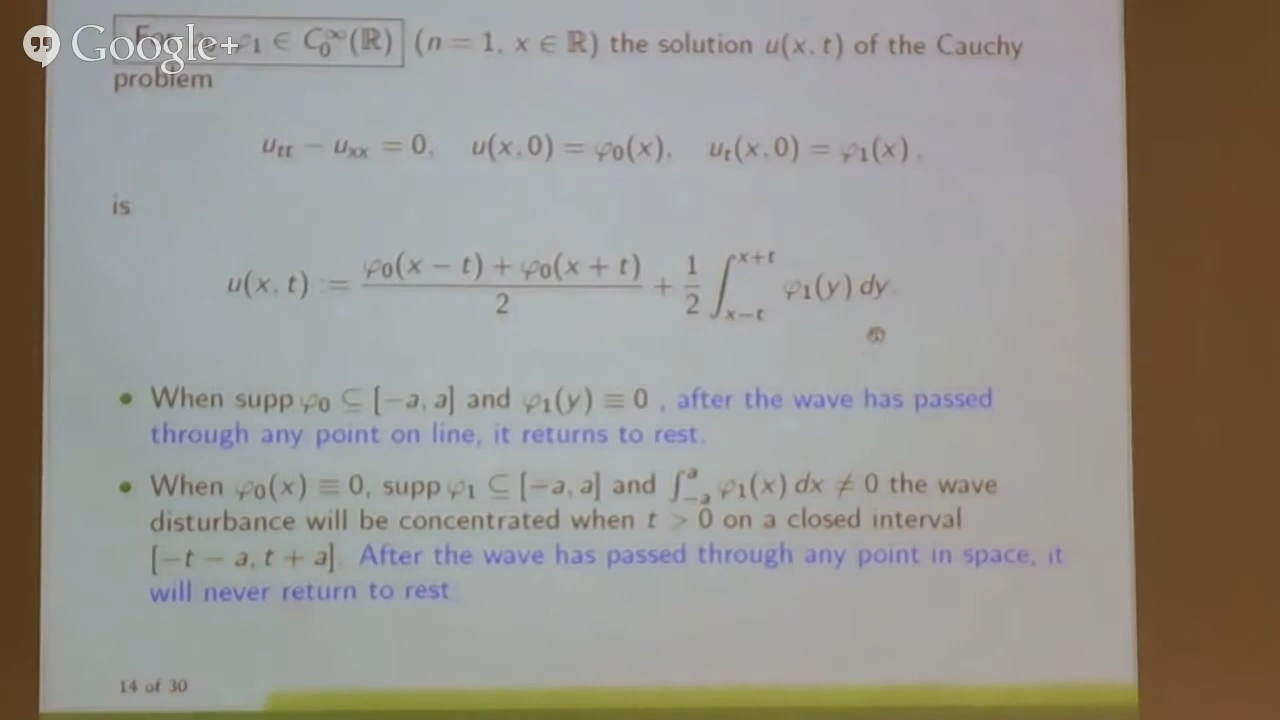 Google+
φ₁ ∈ C₀^∞(ℝ) (n = 1, x ∈ ℝ) the solution u(x, t) of the Cauchy
problem
u_tt − u_xx = 0, u(x, 0) = φ₀(x), u_t(x, 0) = φ₁(x),
is
u(x, t) := (φ₀(x − t) + φ₀(x + t))/2 + 1/2 ∫_{x−t}^{x+t} φ₁(y) dy.
• When supp φ₀ ⊆ [−a, a] and φ₁(y) ≡ 0 , after the wave has passed
through any point on line, it returns to rest.
• When φ₀(x) ≡ 0, supp φ₁ ⊆ [−a, a] and ∫_{−a}^{a} φ₁(x) dx ≠ 0 the wave
disturbance will be concentrated when t > 0 on a closed interval
[−t − a, t + a]. After the wave has passed through any point in space, it
will never return to rest.
14 of 30